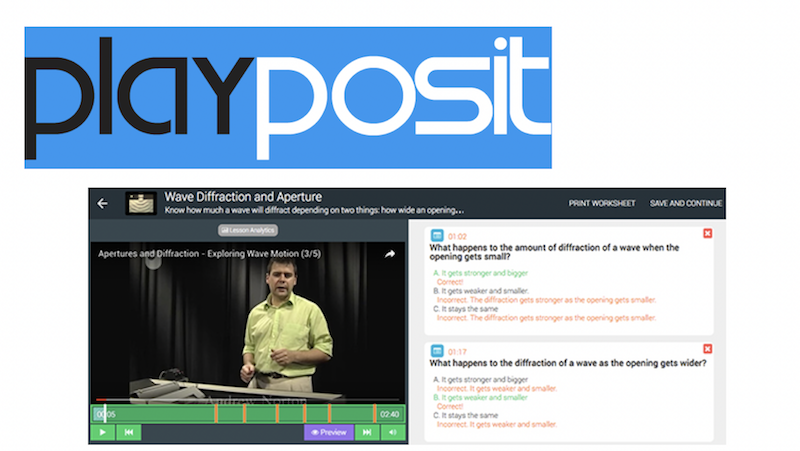 playposit
Wave Diffraction and Aperture
Know how much a wave will diffract depending on two things: how wide an opening...
PRINT WORKSHEET
SAVE AND CONTINUE
Lesson Analytics
Apertures and Diffraction - Exploring Wave Motion (3/5)
Andrew Norton
00:05
02:40
Preview
01:02
What happens to the amount of diffraction of a wave when the
opening gets small?
A. It gets stronger and bigger
Correct!
B. It gets weaker and smaller.
Incorrect. The diffraction gets stronger as the opening gets smaller.
C. It stays the same
Incorrect. The diffraction gets stronger as the opening gets smaller.
01:17
What happens to the diffraction of a wave as the opening gets wider?
A. It gets stronger and bigger
Incorrect. It gets weaker and smaller.
B. It gets weaker and smaller
Correct!
C. It stays the same
Incorrect. It gets weaker and smaller.